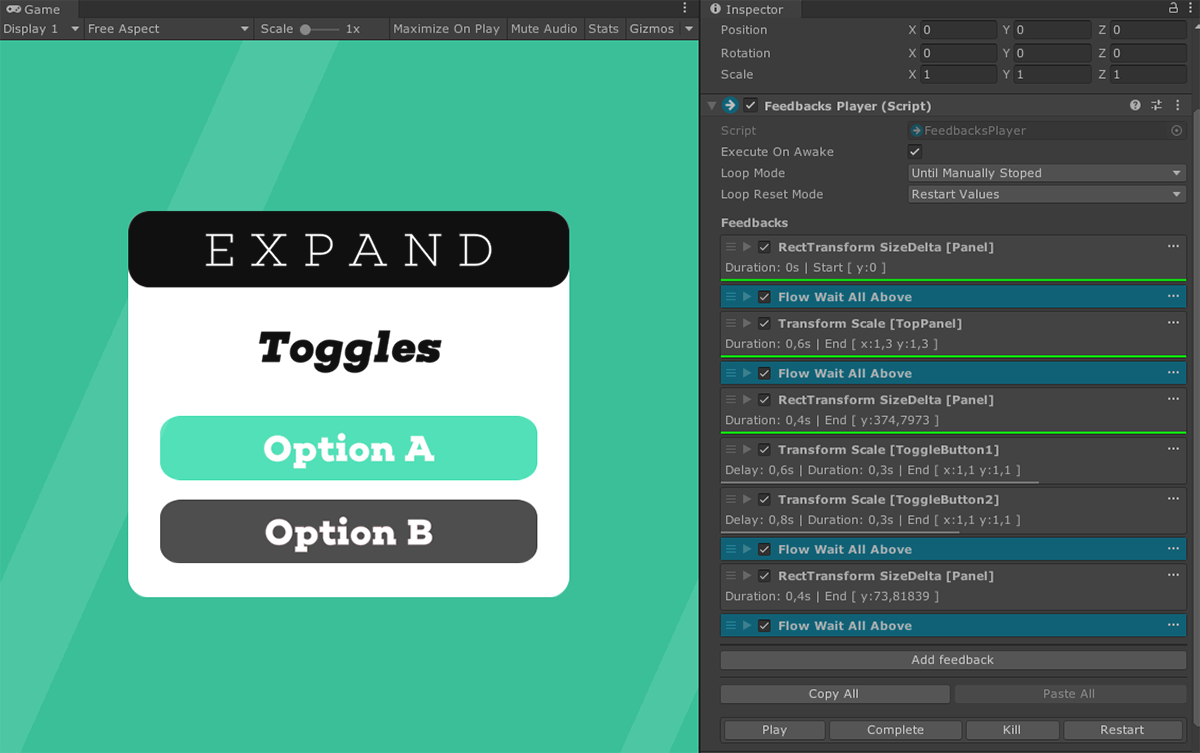 Game
Display 1 Free Aspect Scale 1x Maximize On Play Mute Audio Stats Gizmos
EXPAND
Toggles
Option A
Option B
Inspector
Position X 0 Y 0 Z 0
Rotation X 0 Y 0 Z 0
Scale X 1 Y 1 Z 1
Feedbacks Player (Script)
Script FeedbacksPlayer
Execute On Awake
Loop Mode Until Manually Stoped
Loop Reset Mode Restart Values
Feedbacks
RectTransform SizeDelta [Panel]
Duration: 0s | Start [ y:0 ]
Flow Wait All Above
Transform Scale [TopPanel]
Duration: 0,6s | End [ x:1,3 y:1,3 ]
Flow Wait All Above
RectTransform SizeDelta [Panel]
Duration: 0,4s | End [ y:374,7973 ]
Transform Scale [ToggleButton1]
Delay: 0,6s | Duration: 0,3s | End [ x:1,1 y:1,1 ]
Transform Scale [ToggleButton2]
Delay: 0,8s | Duration: 0,3s | End [ x:1,1 y:1,1 ]
Flow Wait All Above
RectTransform SizeDelta [Panel]
Duration: 0,4s | End [ y:73,81839 ]
Flow Wait All Above
Add feedback
Copy All Paste All
Play Complete Kill Restart